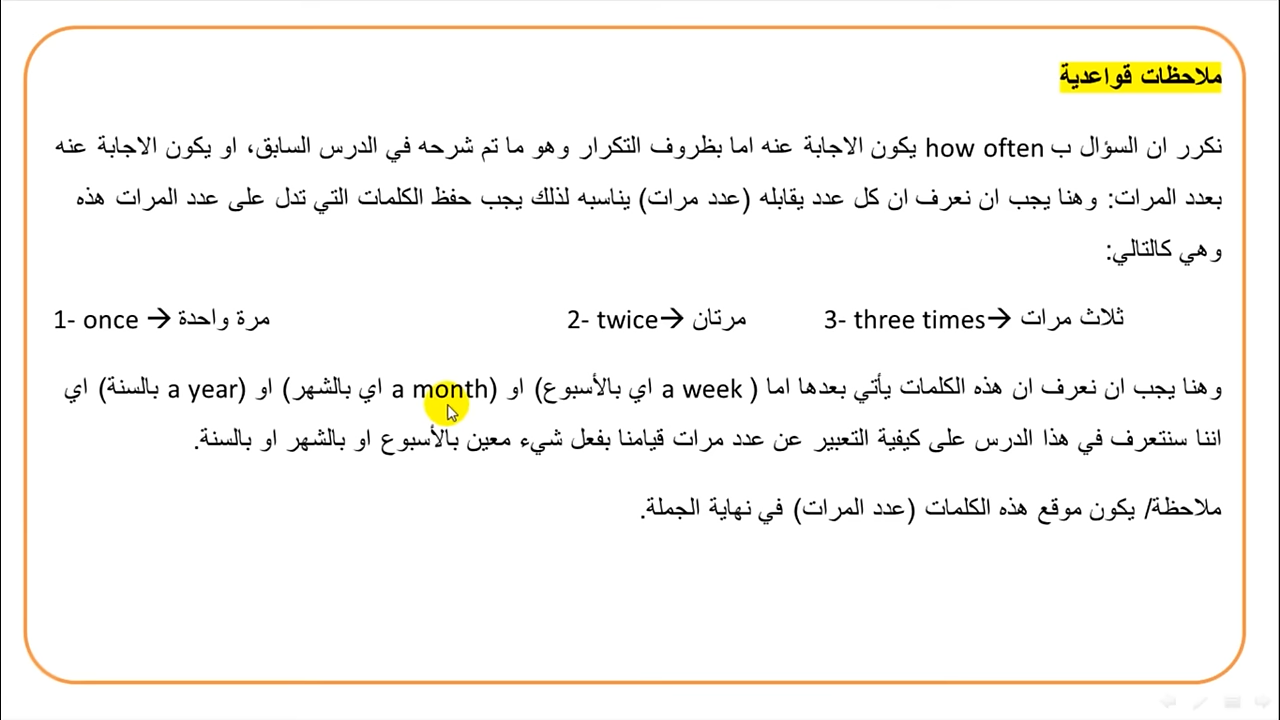 ملاحظات قواعدية
نكرر ان السؤال ب how often يكون الاجابة عنه اما بظروف التكرار وهو ما تم شرحه في الدرس السابق، او يكون الاجابة عنه
بعدد المرات: وهنا يجب ان نعرف ان كل عدد يقابله (عدد مرات) يناسبه لذلك يجب حفظ الكلمات التي تدل على عدد المرات هذه
وهي كالتالي:
1- once → مرة واحدة 2- twice→ مرتان 3- three times→ ثلاث مرات
وهنا يجب ان نعرف ان هذه الكلمات يأتي بعدها اما ( a week اي بالأسبوع) او (a month اي بالشهر) او (a year بالسنة) اي
اننا سنتعرف في هذا الدرس على كيفية التعبير عن عدد مرات قيامنا بفعل شيء معين بالأسبوع او بالشهر او بالسنة.
ملاحظة/ يكون موقع هذه الكلمات (عدد المرات) في نهاية الجملة.